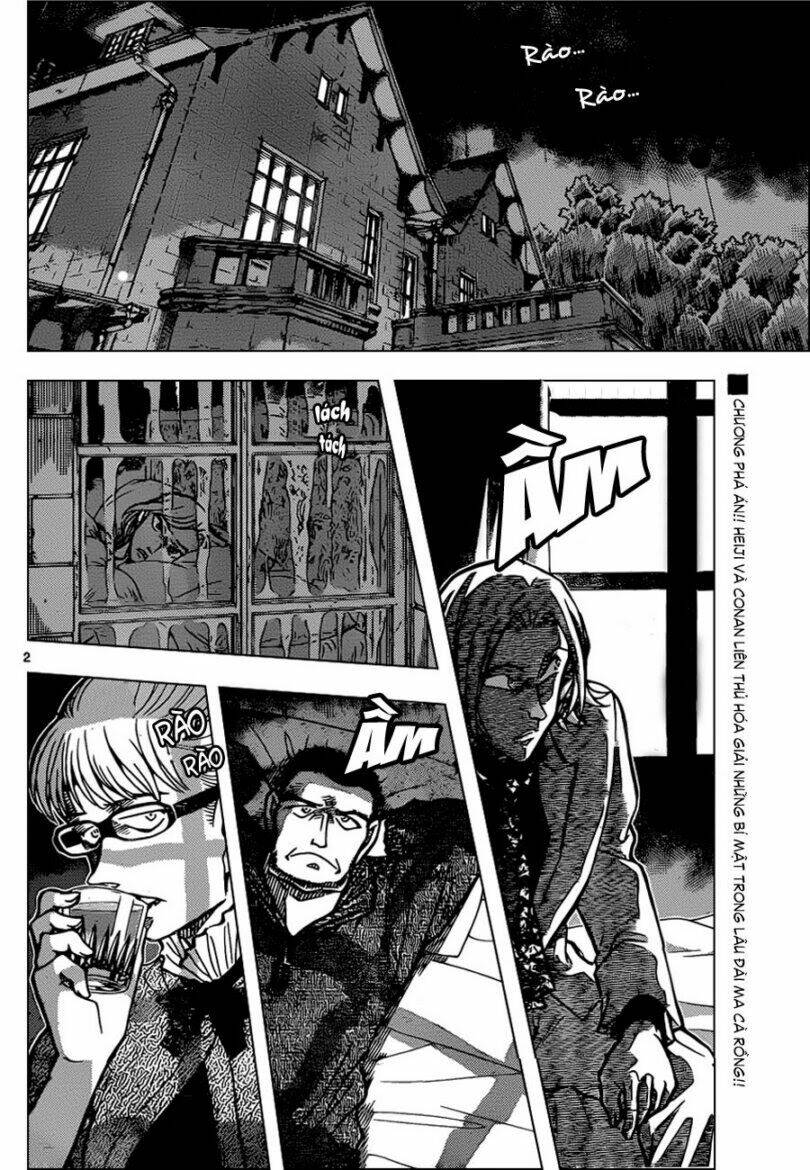 Rào...
Rào...
ẦM
lách
tách
CHƯƠNG PHÁ ÁN!! HEIJI VÀ CONAN LIÊN THỦ HÓA GIẢI NHỮNG BÍ MẬT TRONG LÂU ĐÀI MA CÀ RỒNG!!
2
ẦM
RÀO
RÀO